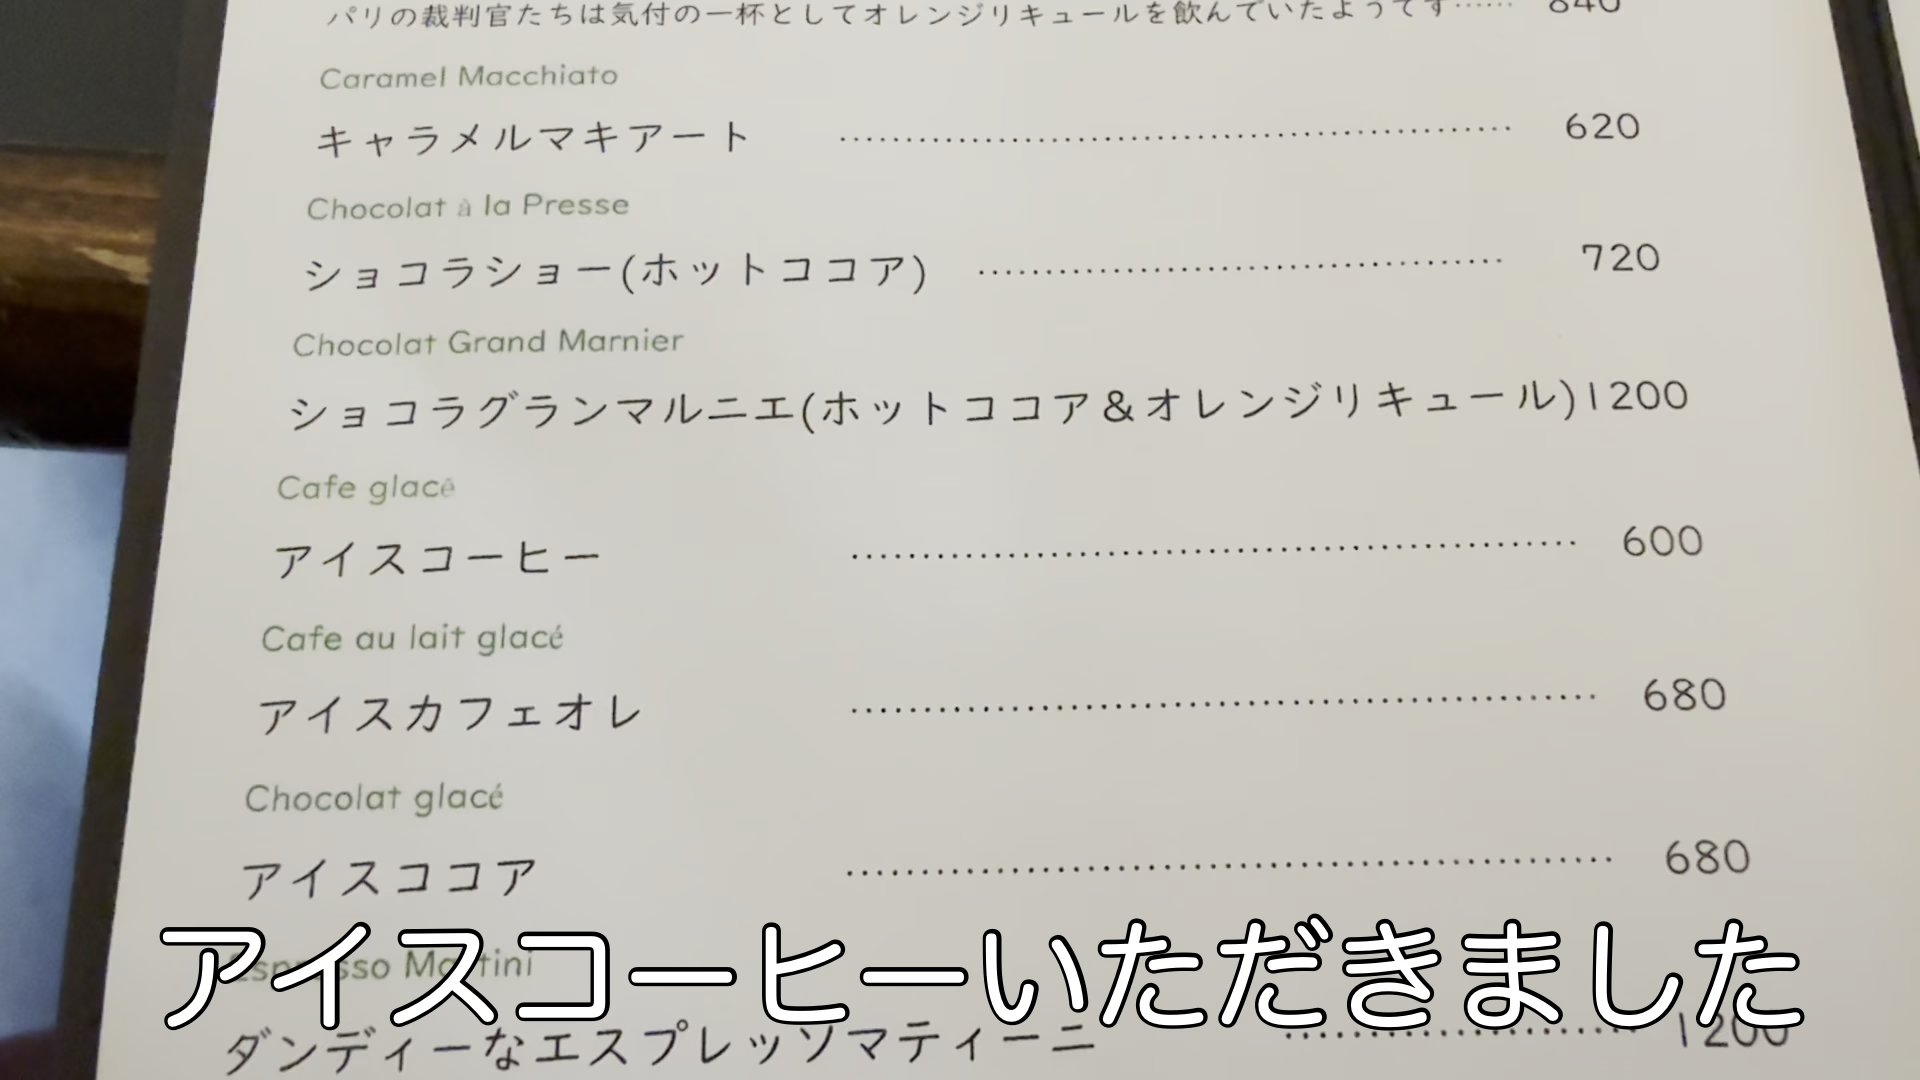 パリの裁判官たちは気付の一杯としてオレンジリキュールを飲んでいたようです…… 840
Caramel Macchiato
キャラメルマキアート 620
Chocolat à la Presse
ショコラショー(ホットココア) 720
Chocolat Grand Marnier
ショコラグランマルニエ(ホットココア&オレンジリキュール)1200
Cafe glacé
アイスコーヒー 600
Cafe au lait glacé
アイスカフェオレ 680
Chocolat glacé
アイスココア 680
Espresso Martini
アイスコーヒーいただきました
ダンディーなエスプレッソマティーニ 1200